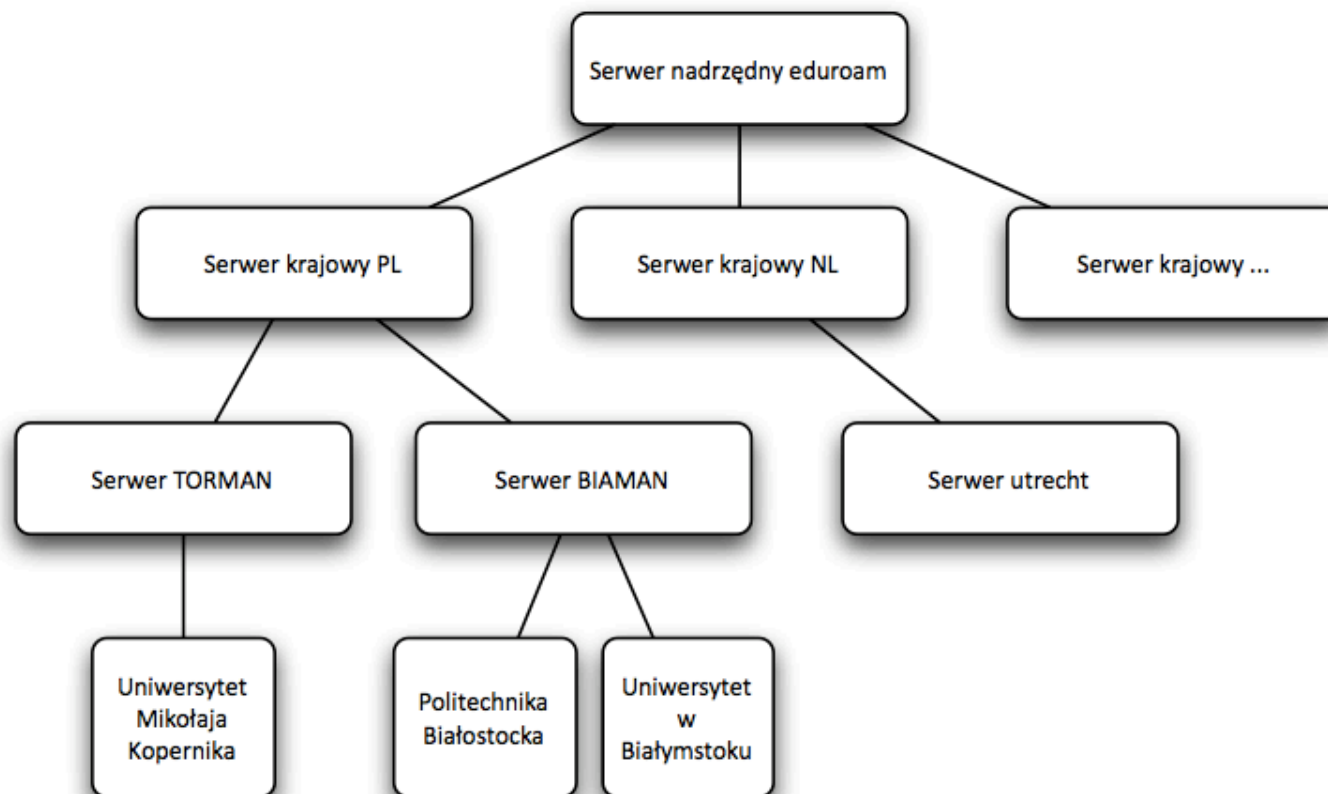 Serwer nadrzędny eduroam
Serwer krajowy PL
Serwer krajowy NL
Serwer krajowy ...
Serwer TORMAN
Serwer BIAMAN
Serwer utrecht
Uniwersytet
Mikołaja
Kopernika
Politechnika
Białostocka
Uniwersytet
w
Białymstoku